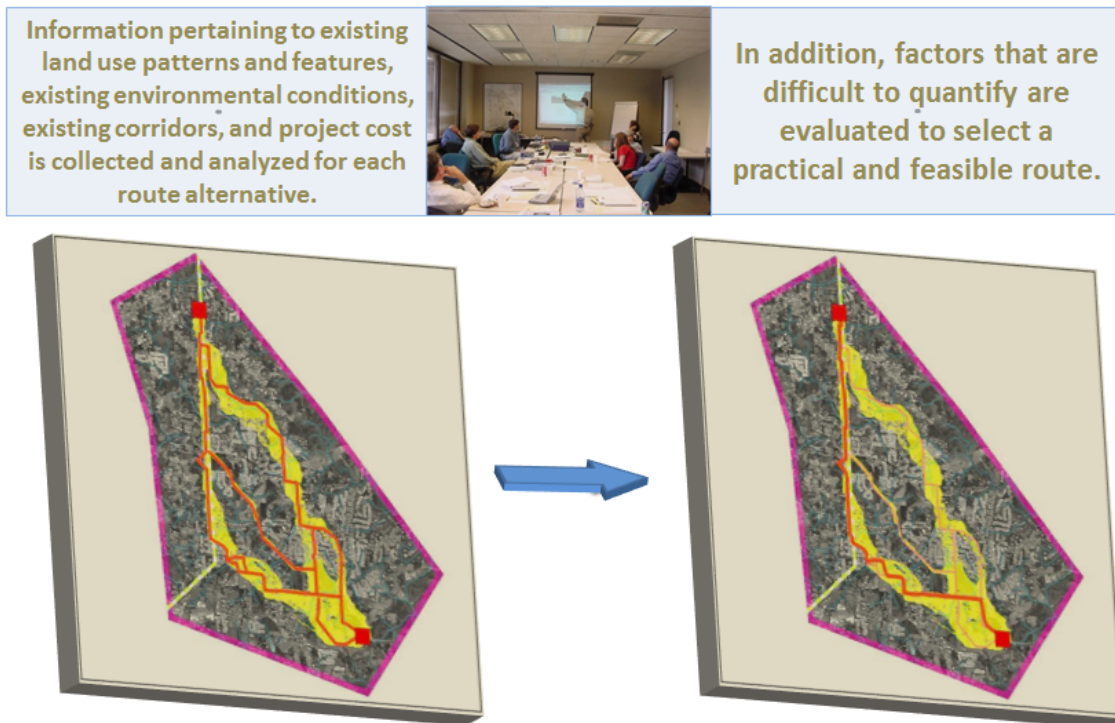 Information pertaining to existing
land use patterns and features,
existing environmental conditions,
existing corridors, and project cost
is collected and analyzed for each
route alternative.
In addition, factors that are
difficult to quantify are
evaluated to select a
practical and feasible route.